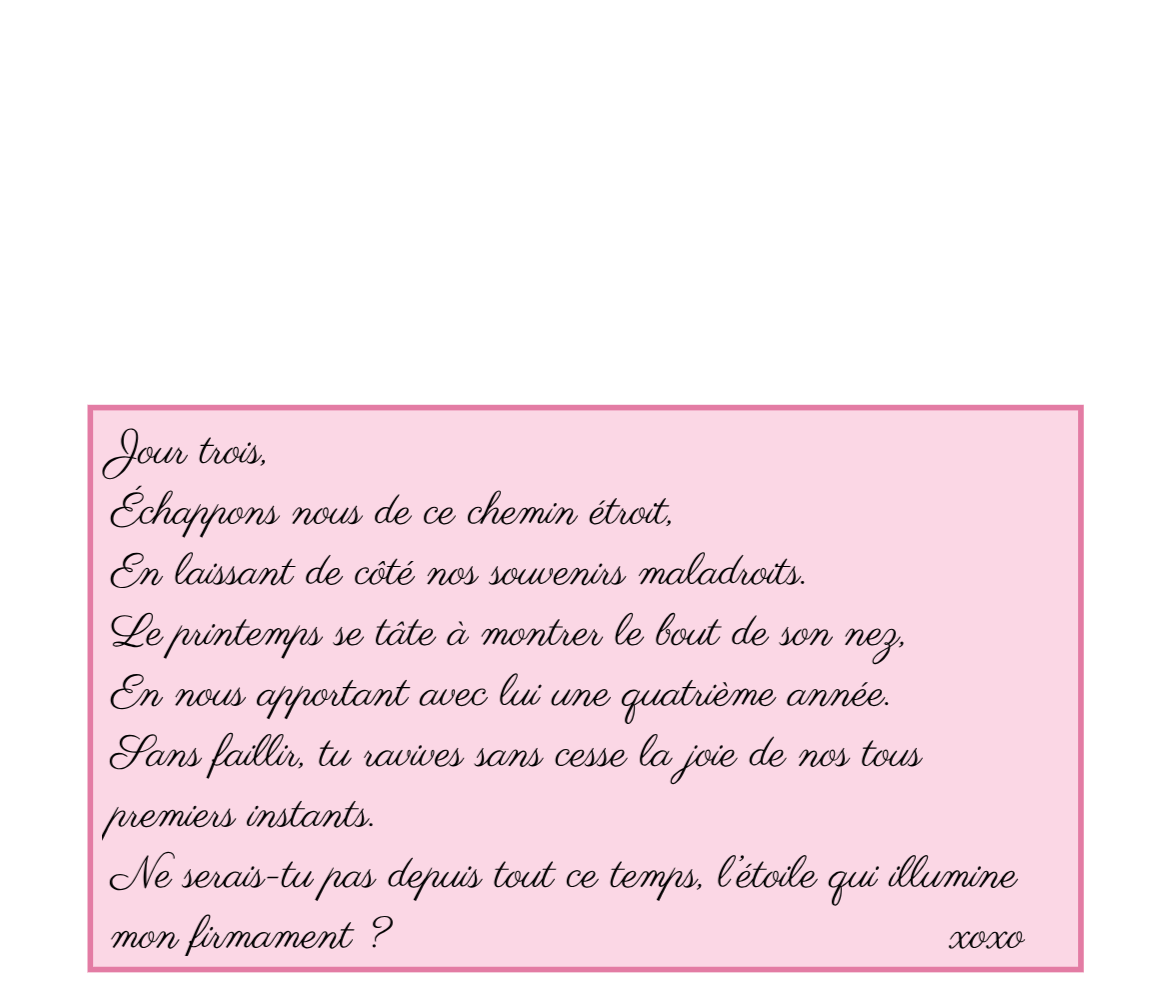 Jour trois,
Échappons nous de ce chemin étroit,
En laissant de côté nos souvenirs maladroits.
Le printemps se tâte à montrer le bout de son nez,
En nous apportant avec lui une quatrième année.
Sans faillir, tu ravives sans cesse la joie de nos tous
premiers instants.
Ne serais-tu pas depuis tout ce temps, l’étoile qui illumine
mon firmament ? xoxo